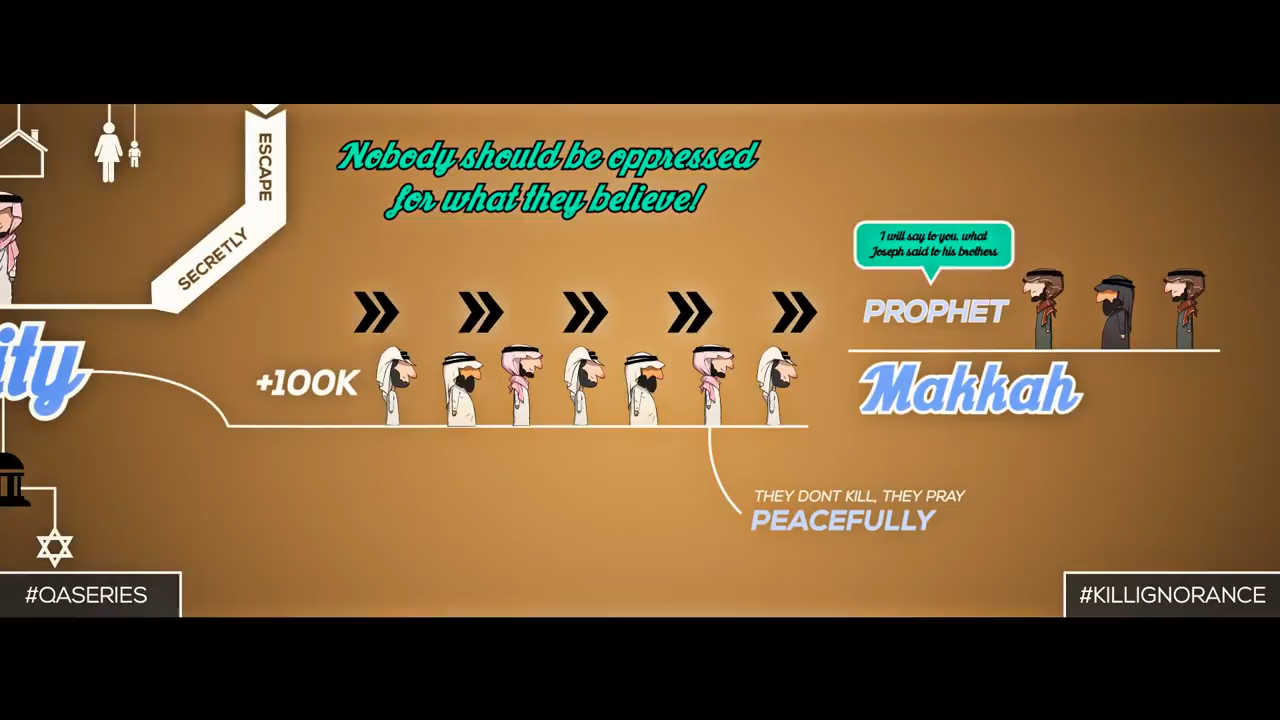 ESCAPE
SECRETLY
Nobody should be oppressed
for what they believe!
I will say to you, what
Joseph said to his brothers
PROPHET
ity
+100K
Makkah
THEY DONT KILL, THEY PRAY
PEACEFULLY
#QASERIES
#KILLIGNORANCE